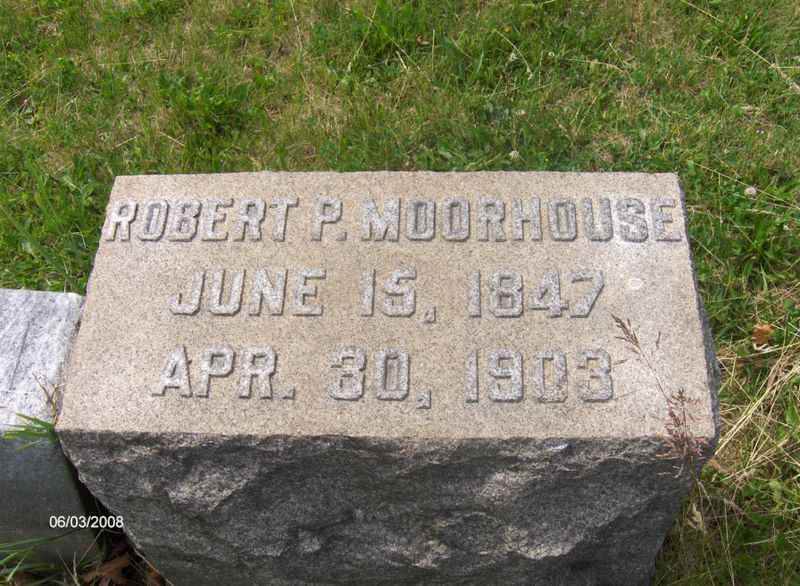 ROBERT P. MOORHOUSE
JUNE 15, 1847
APR. 30, 1903
06/03/2008